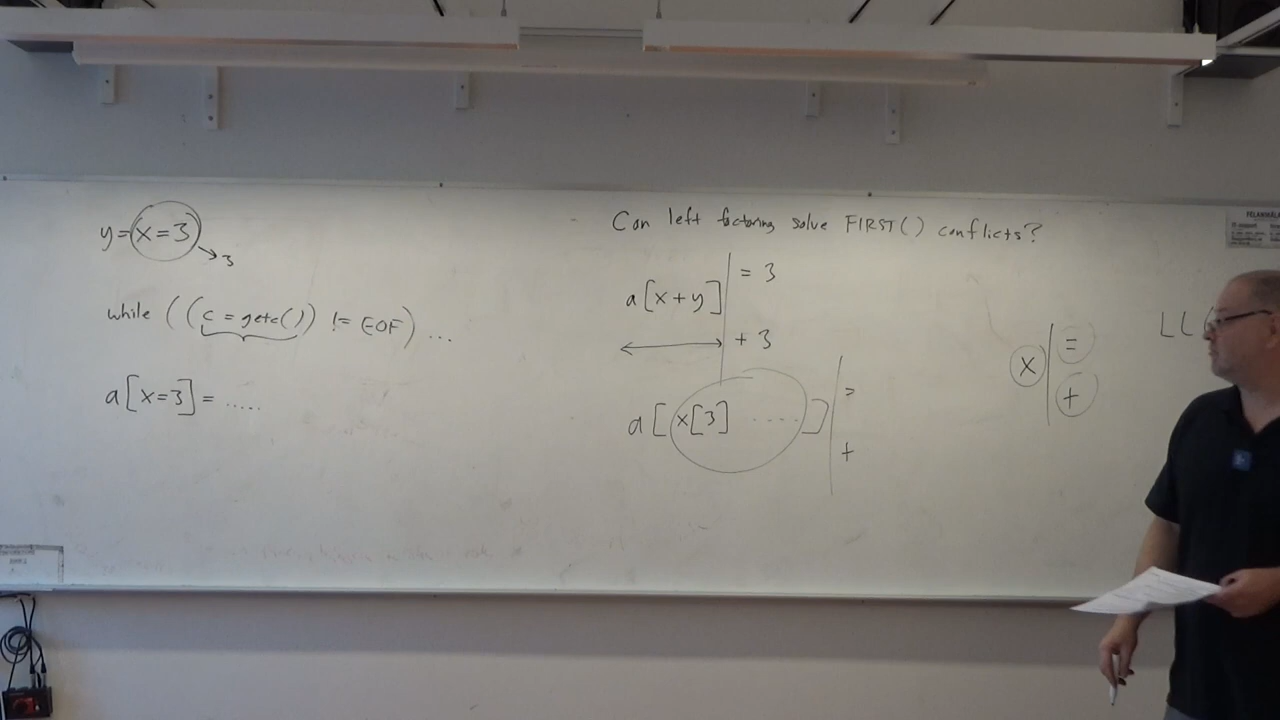 y=(x=3)
3
while ((c = getc()) != EOF) ...
a[x=3] = .....
Can left factoring solve FIRST() conflicts?
a[x+y]
= 3
+ 3
a[x[3] ....]
=
+
x
=
+
LL(